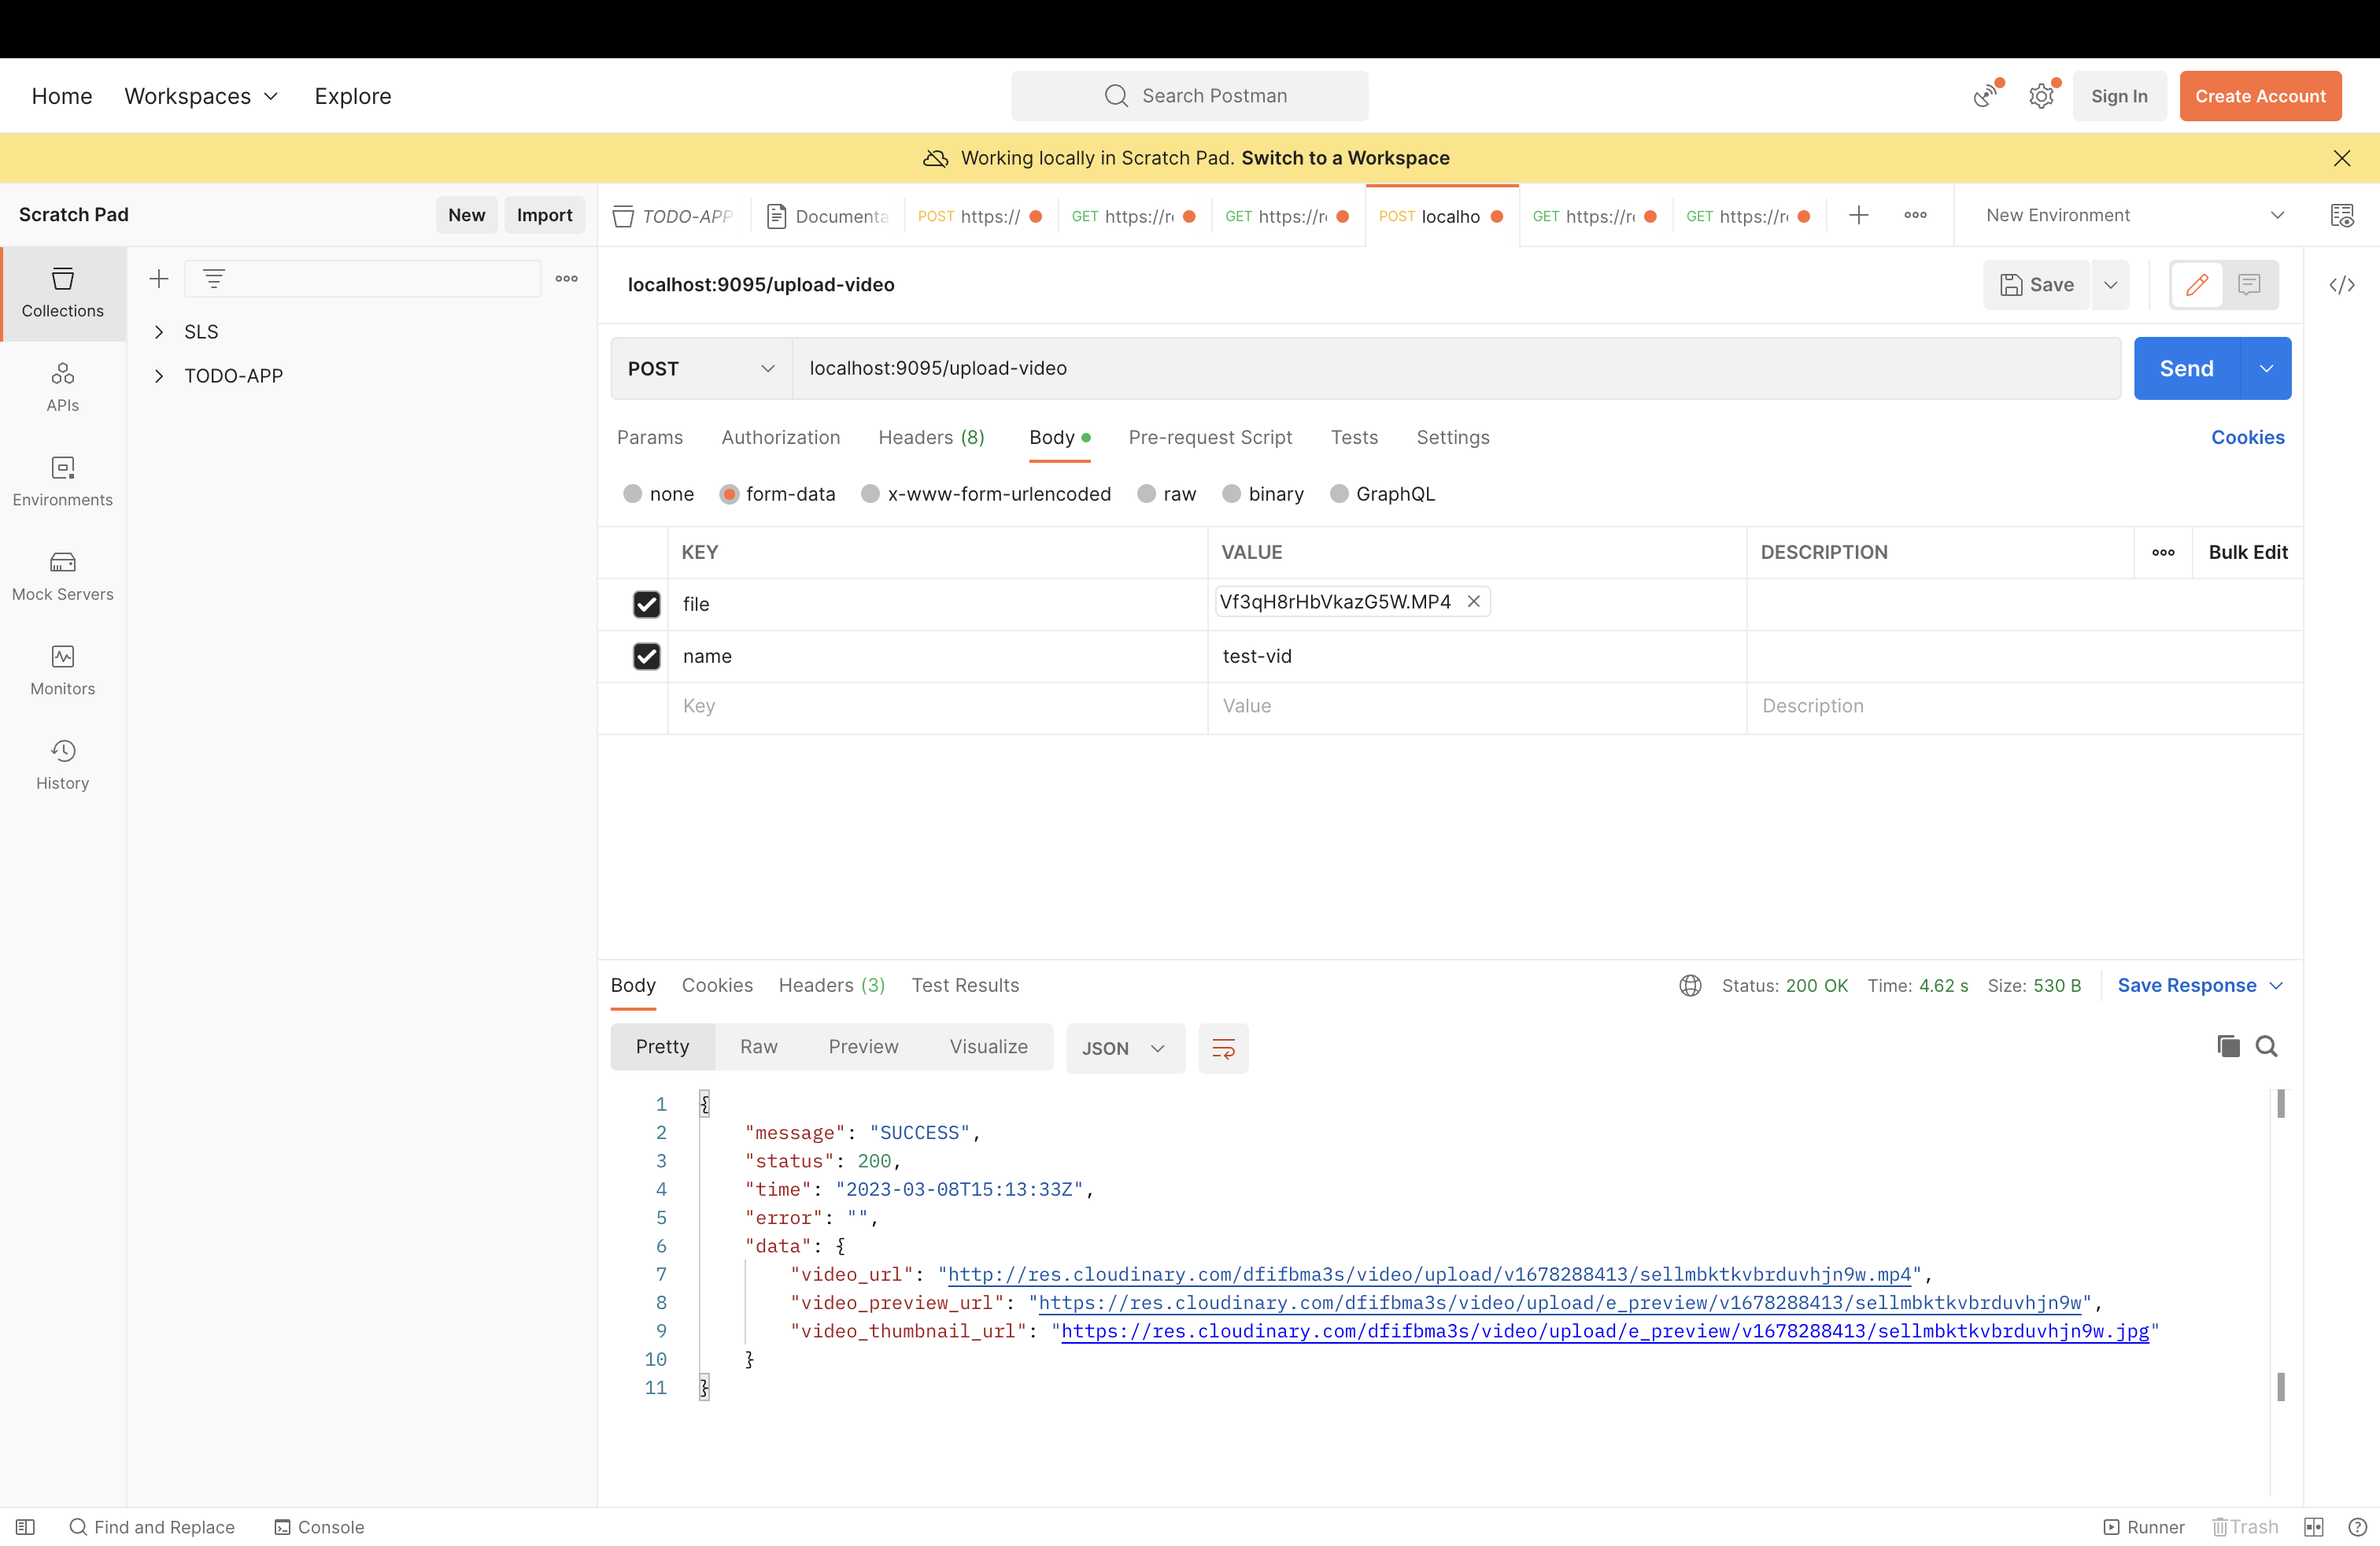 Home Workspaces Explore Search Postman Sign In Create Account
Working locally in Scratch Pad. Switch to a Workspace
Scratch Pad New Import TODO-APP Documenta POST https:// GET https://r GET https://r POST localho GET https://r GET https://r New Environment
Collections
SLS
TODO-APP
APIs
Environments
Mock Servers
Monitors
History
localhost:9095/upload-video Save
POST localhost:9095/upload-video Send
Params Authorization Headers (8) Body Pre-request Script Tests Settings Cookies
none form-data x-www-form-urlencoded raw binary GraphQL
KEY VALUE DESCRIPTION Bulk Edit
file Vf3qH8rHbVkazG5W.MP4
name test-vid
Key Value Description
Body Cookies Headers (3) Test Results Status: 200 OK Time: 4.62 s Size: 530 B Save Response
Pretty Raw Preview Visualize JSON
1 {
2 "message": "SUCCESS",
3 "status": 200,
4 "time": "2023-03-08T15:13:33Z",
5 "error": "",
6 "data": {
7 "video_url": "http://res.cloudinary.com/dfifbma3s/video/upload/v1678288413/sellmbktkvbrduvhjn9w.mp4",
8 "video_preview_url": "https://res.cloudinary.com/dfifbma3s/video/upload/e_preview/v1678288413/sellmbktkvbrduvhjn9w",
9 "video_thumbnail_url": "https://res.cloudinary.com/dfifbma3s/video/upload/e_preview/v1678288413/sellmbktkvbrduvhjn9w.jpg"
10 }
11 }
Find and Replace Console Runner Trash